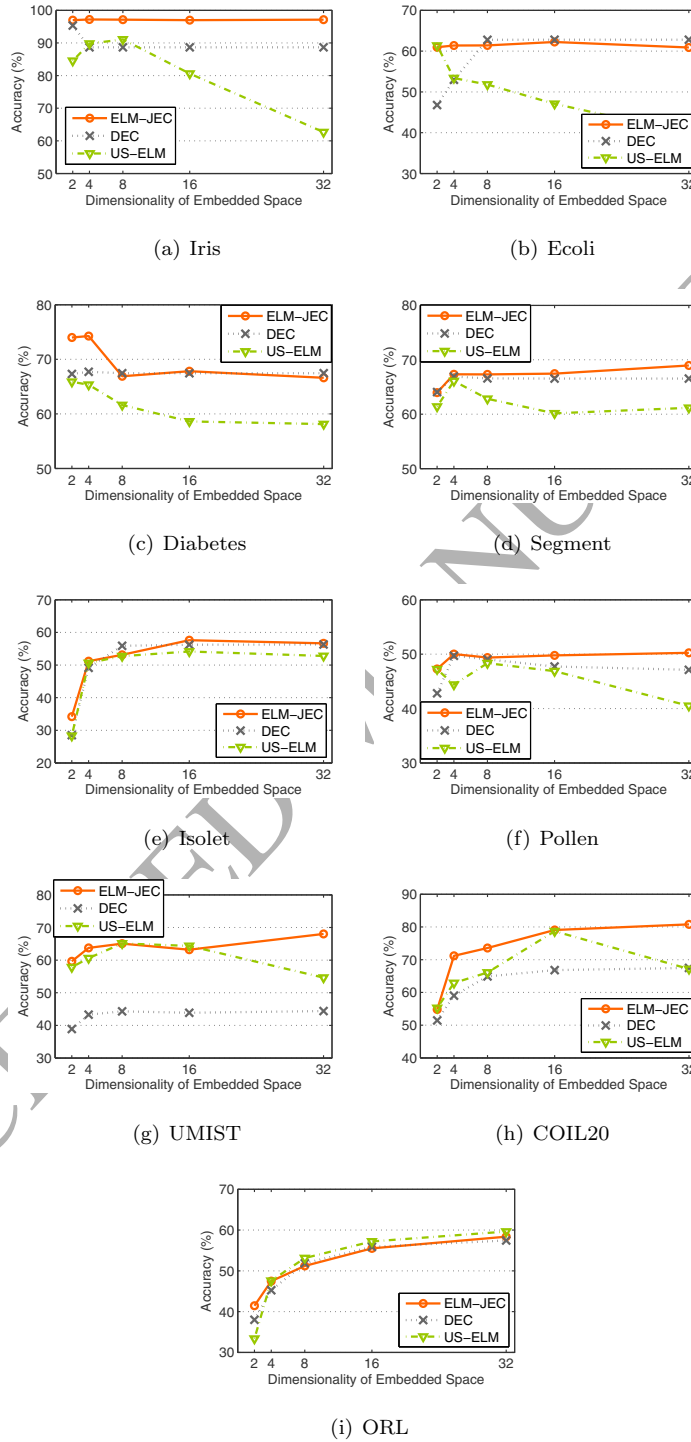 100
90
80
70
60
50
Accuracy (%)
ELM−JEC
DEC
US−ELM
2 4 8 16 32
Dimensionality of Embedded Space
(a) Iris
70
60
50
40
30
Accuracy (%)
ELM−JEC
DEC
US−ELM
2 4 8 16 32
Dimensionality of Embedded Space
(b) Ecoli
80
70
60
50
Accuracy (%)
ELM−JEC
DEC
US−ELM
2 4 8 16 32
Dimensionality of Embedded Space
(c) Diabetes
80
70
60
50
Accuracy (%)
ELM−JEC
DEC
US−ELM
2 4 8 16 32
Dimensionality of Embedded Space
(d) Segment
70
60
50
40
30
20
Accuracy (%)
ELM−JEC
DEC
US−ELM
2 4 8 16 32
Dimensionality of Embedded Space
(e) Isolet
60
50
40
30
Accuracy (%)
ELM−JEC
DEC
US−ELM
2 4 8 16 32
Dimensionality of Embedded Space
(f) Pollen
80
70
60
50
40
30
Accuracy (%)
ELM−JEC
DEC
US−ELM
2 4 8 16 32
Dimensionality of Embedded Space
(g) UMIST
90
80
70
60
50
40
Accuracy (%)
ELM−JEC
DEC
US−ELM
2 4 8 16 32
Dimensionality of Embedded Space
(h) COIL20
70
60
50
40
30
Accuracy (%)
ELM−JEC
DEC
US−ELM
2 4 8 16 32
Dimensionality of Embedded Space
(i) ORL